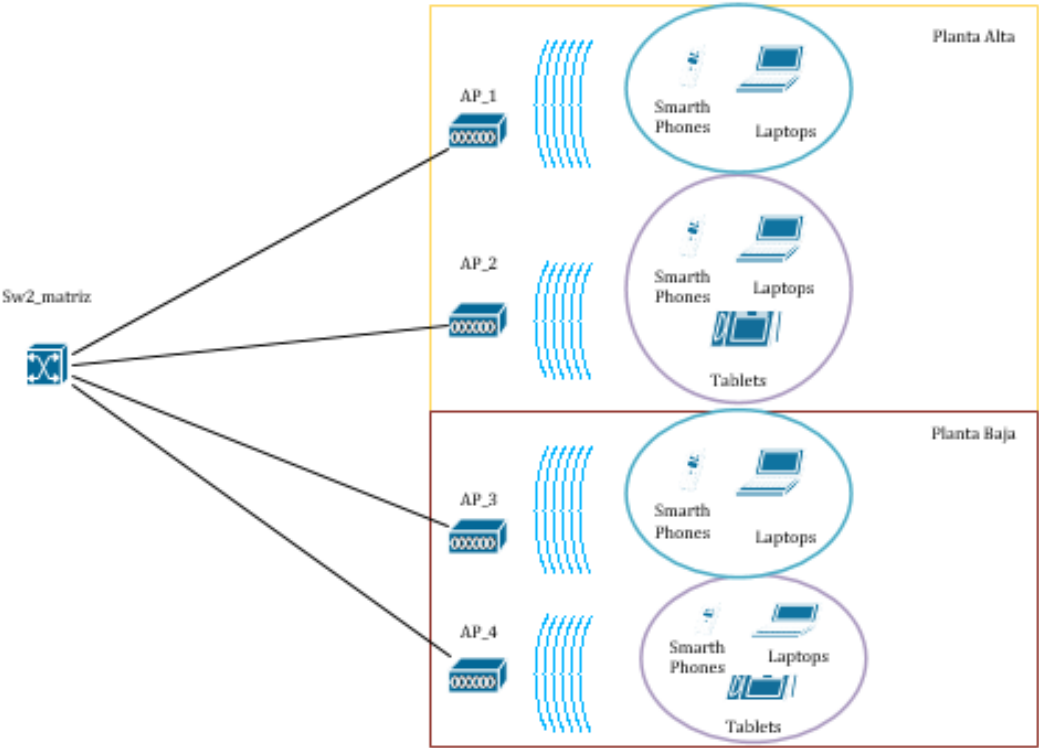 Planta Alta
AP_1
Smarth
Phones
Laptops
AP_2
Smarth
Phones
Laptops
Tablets
Sw2_matriz
Planta Baja
AP_3
Smarth
Phones
Laptops
AP_4
Smarth
Phones
Laptops
Tablets